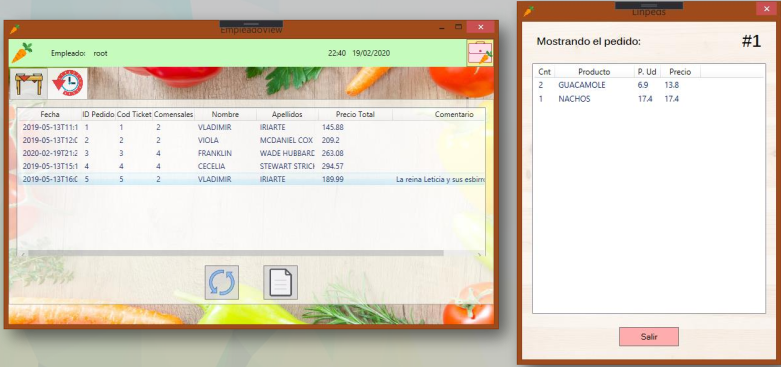 EmpleadoView
Empleado: root 22:40 19/02/2020
Fecha ID Pedido Cod Ticket Comensales Nombre Apellidos Precio Total Comentario
2019-05-13T11:1 1 1 2 VLADIMIR IRIARTE 145.88
2019-05-13T12:0 2 2 2 VIOLA MCDANIEL COX 209.2
2020-02-19T21:2 3 3 4 FRANKLIN WADE HUBBARD 263.08
2019-05-13T15:1 4 4 4 CECELIA STEWART STRICK 294.57
2019-05-13T16:0 5 5 2 VLADIMIR IRIARTE 189.99 La reina Leticia y sus esbirro
Linpeds
Mostrando el pedido: #1
Cnt Producto P. Ud Precio
2 GUACAMOLE 6.9 13.8
1 NACHOS 17.4 17.4
Salir